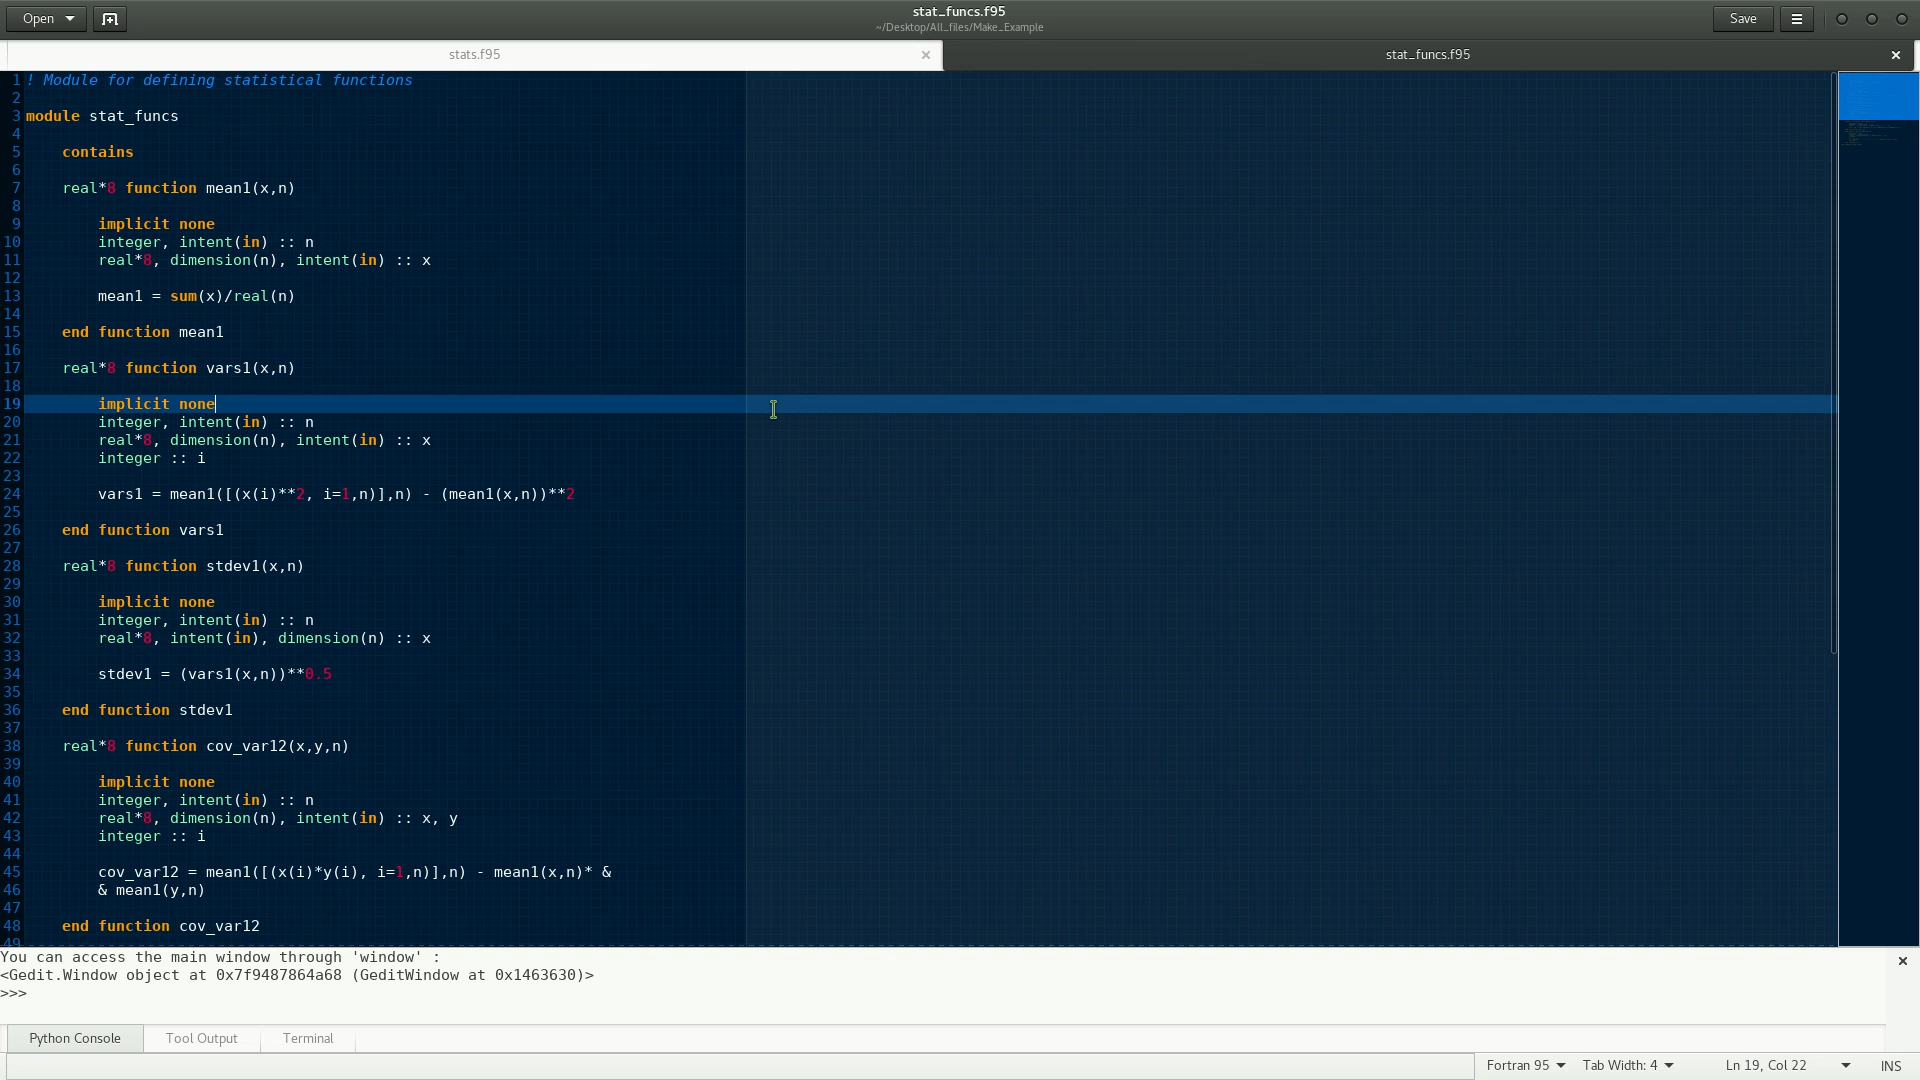 Open
stat_funcs.f95
~/Desktop/All_files/Make_Example
Save
stats.f95
stat_funcs.f95
1 ! Module for defining statistical functions
2
3 module stat_funcs
4
5     contains
6
7     real*8 function mean1(x,n)
8
9         implicit none
10         integer, intent(in) :: n
11         real*8, dimension(n), intent(in) :: x
12
13         mean1 = sum(x)/real(n)
14
15     end function mean1
16
17     real*8 function vars1(x,n)
18
19         implicit none
20         integer, intent(in) :: n
21         real*8, dimension(n), intent(in) :: x
22         integer :: i
23
24         vars1 = mean1([(x(i)**2, i=1,n)],n) - (mean1(x,n))**2
25
26     end function vars1
27
28     real*8 function stdev1(x,n)
29
30         implicit none
31         integer, intent(in) :: n
32         real*8, intent(in), dimension(n) :: x
33
34         stdev1 = (vars1(x,n))**0.5
35
36     end function stdev1
37
38     real*8 function cov_var12(x,y,n)
39
40         implicit none
41         integer, intent(in) :: n
42         real*8, dimension(n), intent(in) :: x, y
43         integer :: i
44
45         cov_var12 = mean1([(x(i)*y(i), i=1,n)],n) - mean1(x,n)* &
46         & mean1(y,n)
47
48     end function cov_var12
49
You can access the main window through 'window' :
<Gedit.Window object at 0x7f9487864a68 (GeditWindow at 0x1463630)>
>>>
Python Console
Tool Output
Terminal
Fortran 95
Tab Width: 4
Ln 19, Col 22
INS